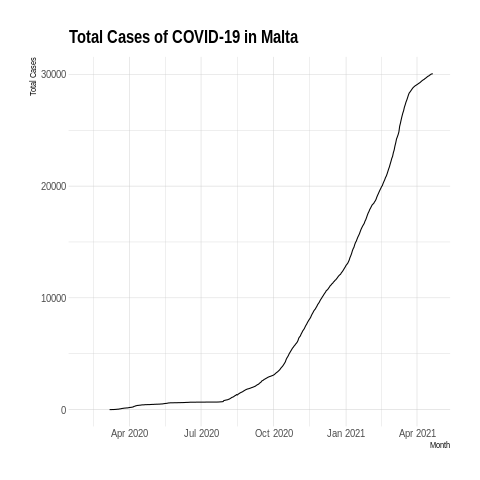 Total Cases of COVID-19 in Malta
Total Cases
30000
20000
10000
0
Apr 2020 Jul 2020 Oct 2020 Jan 2021 Apr 2021
Month